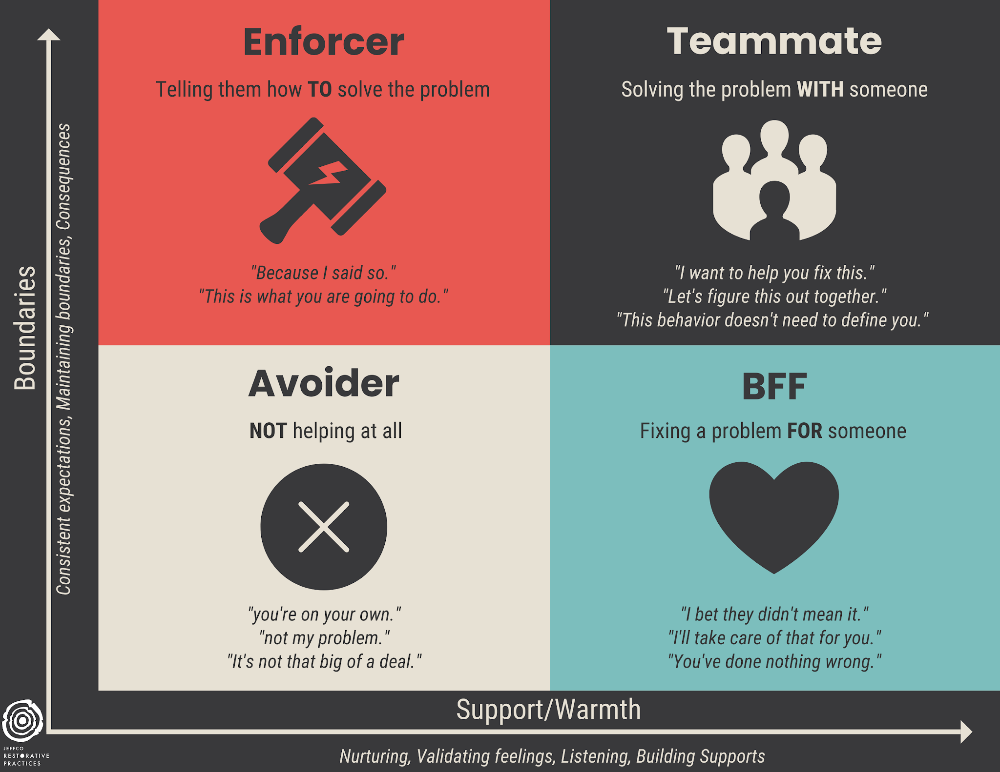 Enforcer
Telling them how TO solve the problem
"Because I said so."
"This is what you are going to do."
Teammate
Solving the problem WITH someone
"I want to help you fix this."
"Let's figure this out together."
"This behavior doesn't need to define you."
Boundaries
Consistent expectations, Maintaining boundaries, Consequences
Avoider
NOT helping at all
"you're on your own."
"not my problem."
"It's not that big of a deal."
BFF
Fixing a problem FOR someone
"I bet they didn't mean it."
"I'll take care of that for you."
"You've done nothing wrong."
Support/Warmth
Nurturing, Validating feelings, Listening, Building Supports
JEFFCO
RESTORATIVE
PRACTICES